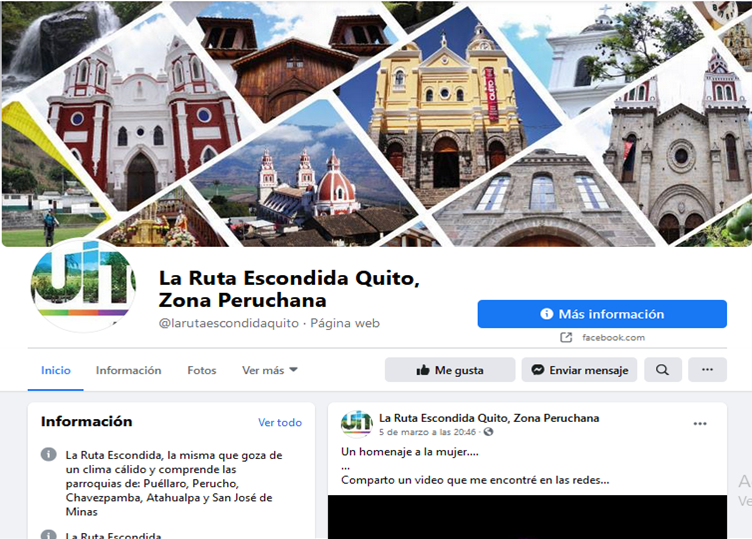 QUITO
uit
La Ruta Escondida Quito,
Zona Peruchana
@larutaescondidaquito · Página web
Más información
facebook.com
Inicio
Información
Fotos
Ver más
Me gusta
Enviar mensaje
Información
Ver todo
La Ruta Escondida, la misma que goza de
un clima cálido y comprende las
parroquias de: Puéllaro, Perucho,
Chavezpamba, Atahualpa y San José de
Minas
La Ruta Escondida
La Ruta Escondida Quito, Zona Peruchana
5 de marzo a las 20:46 ·
Un homenaje a la mujer....
...
Comparto un video que me encontré en las redes...